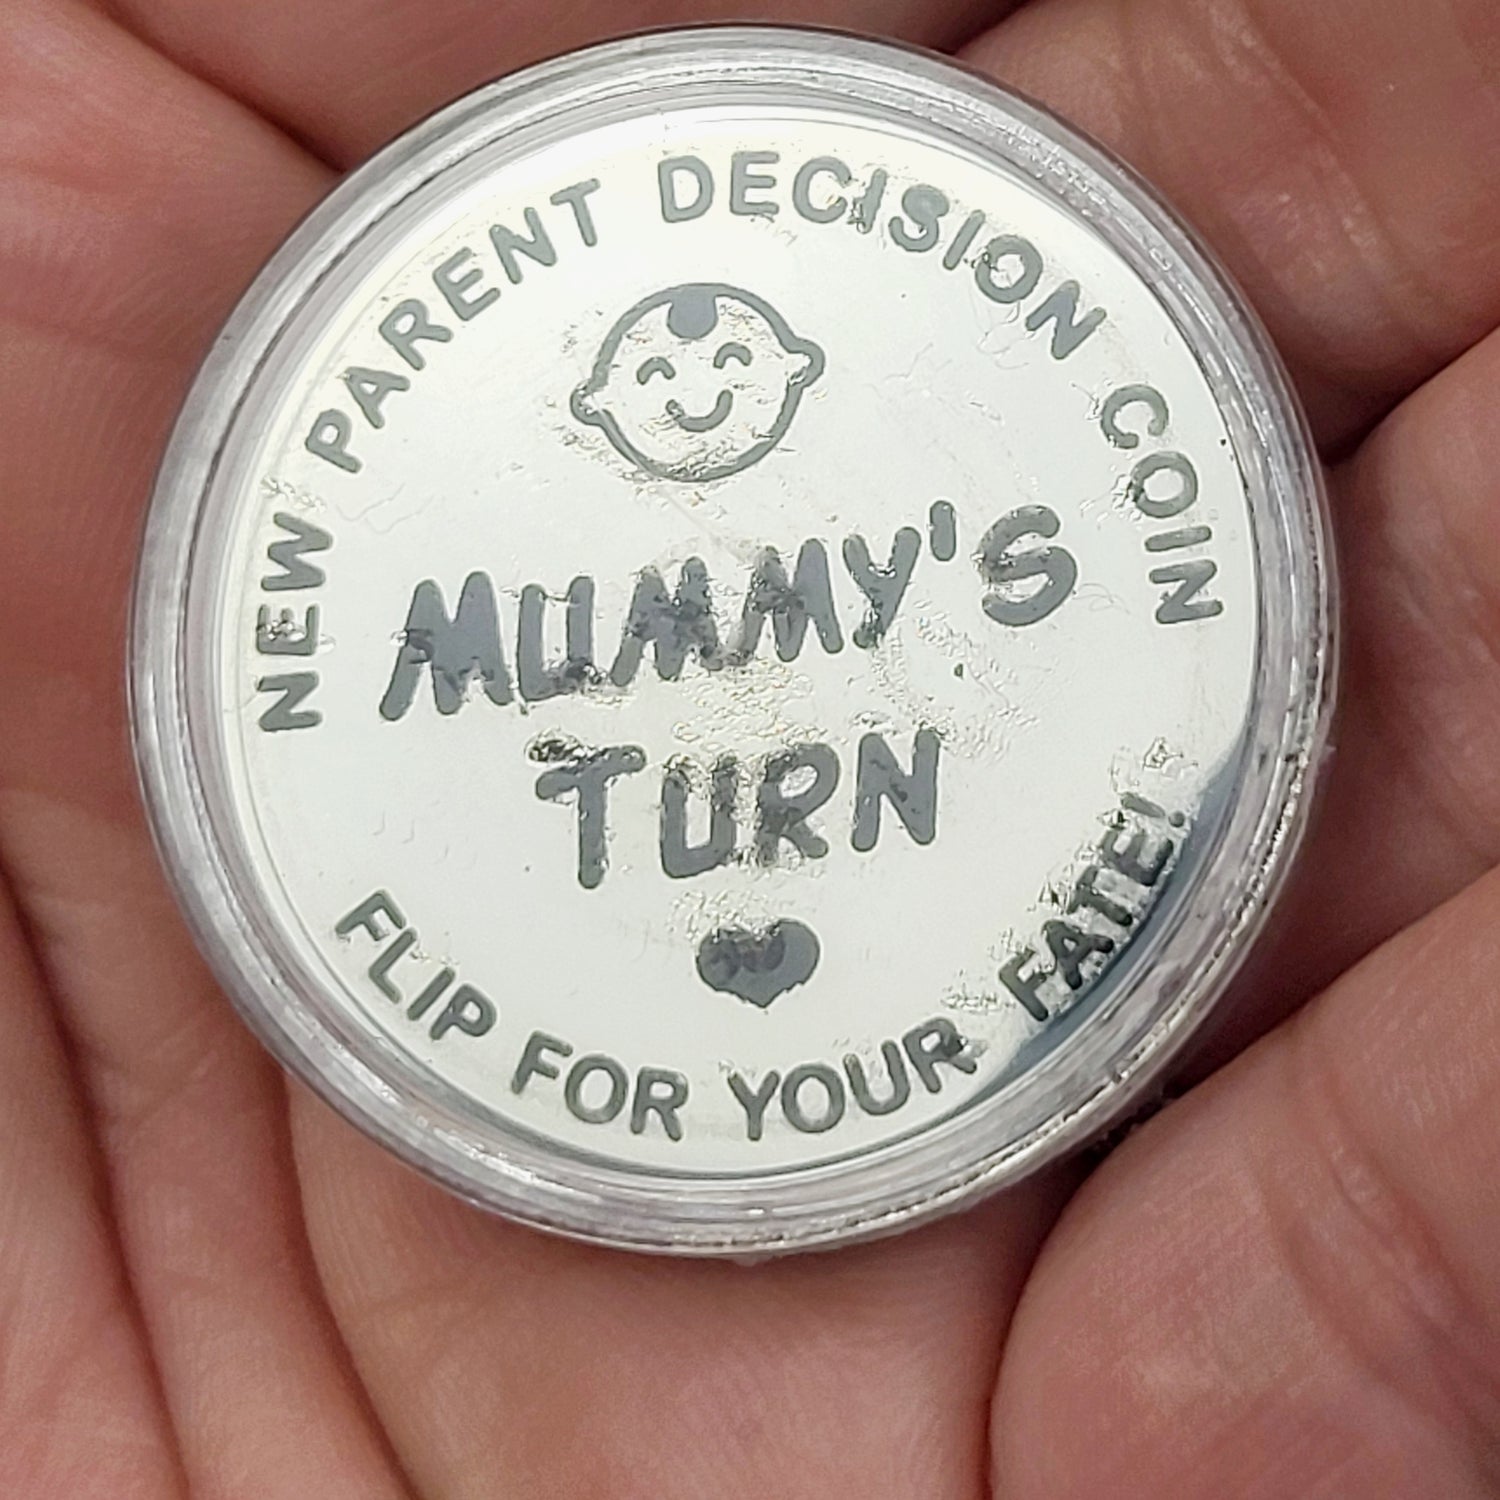 NEW PARENT DECISION COIN
MUMMY'S
TURN
FLIP FOR YOUR FATE!